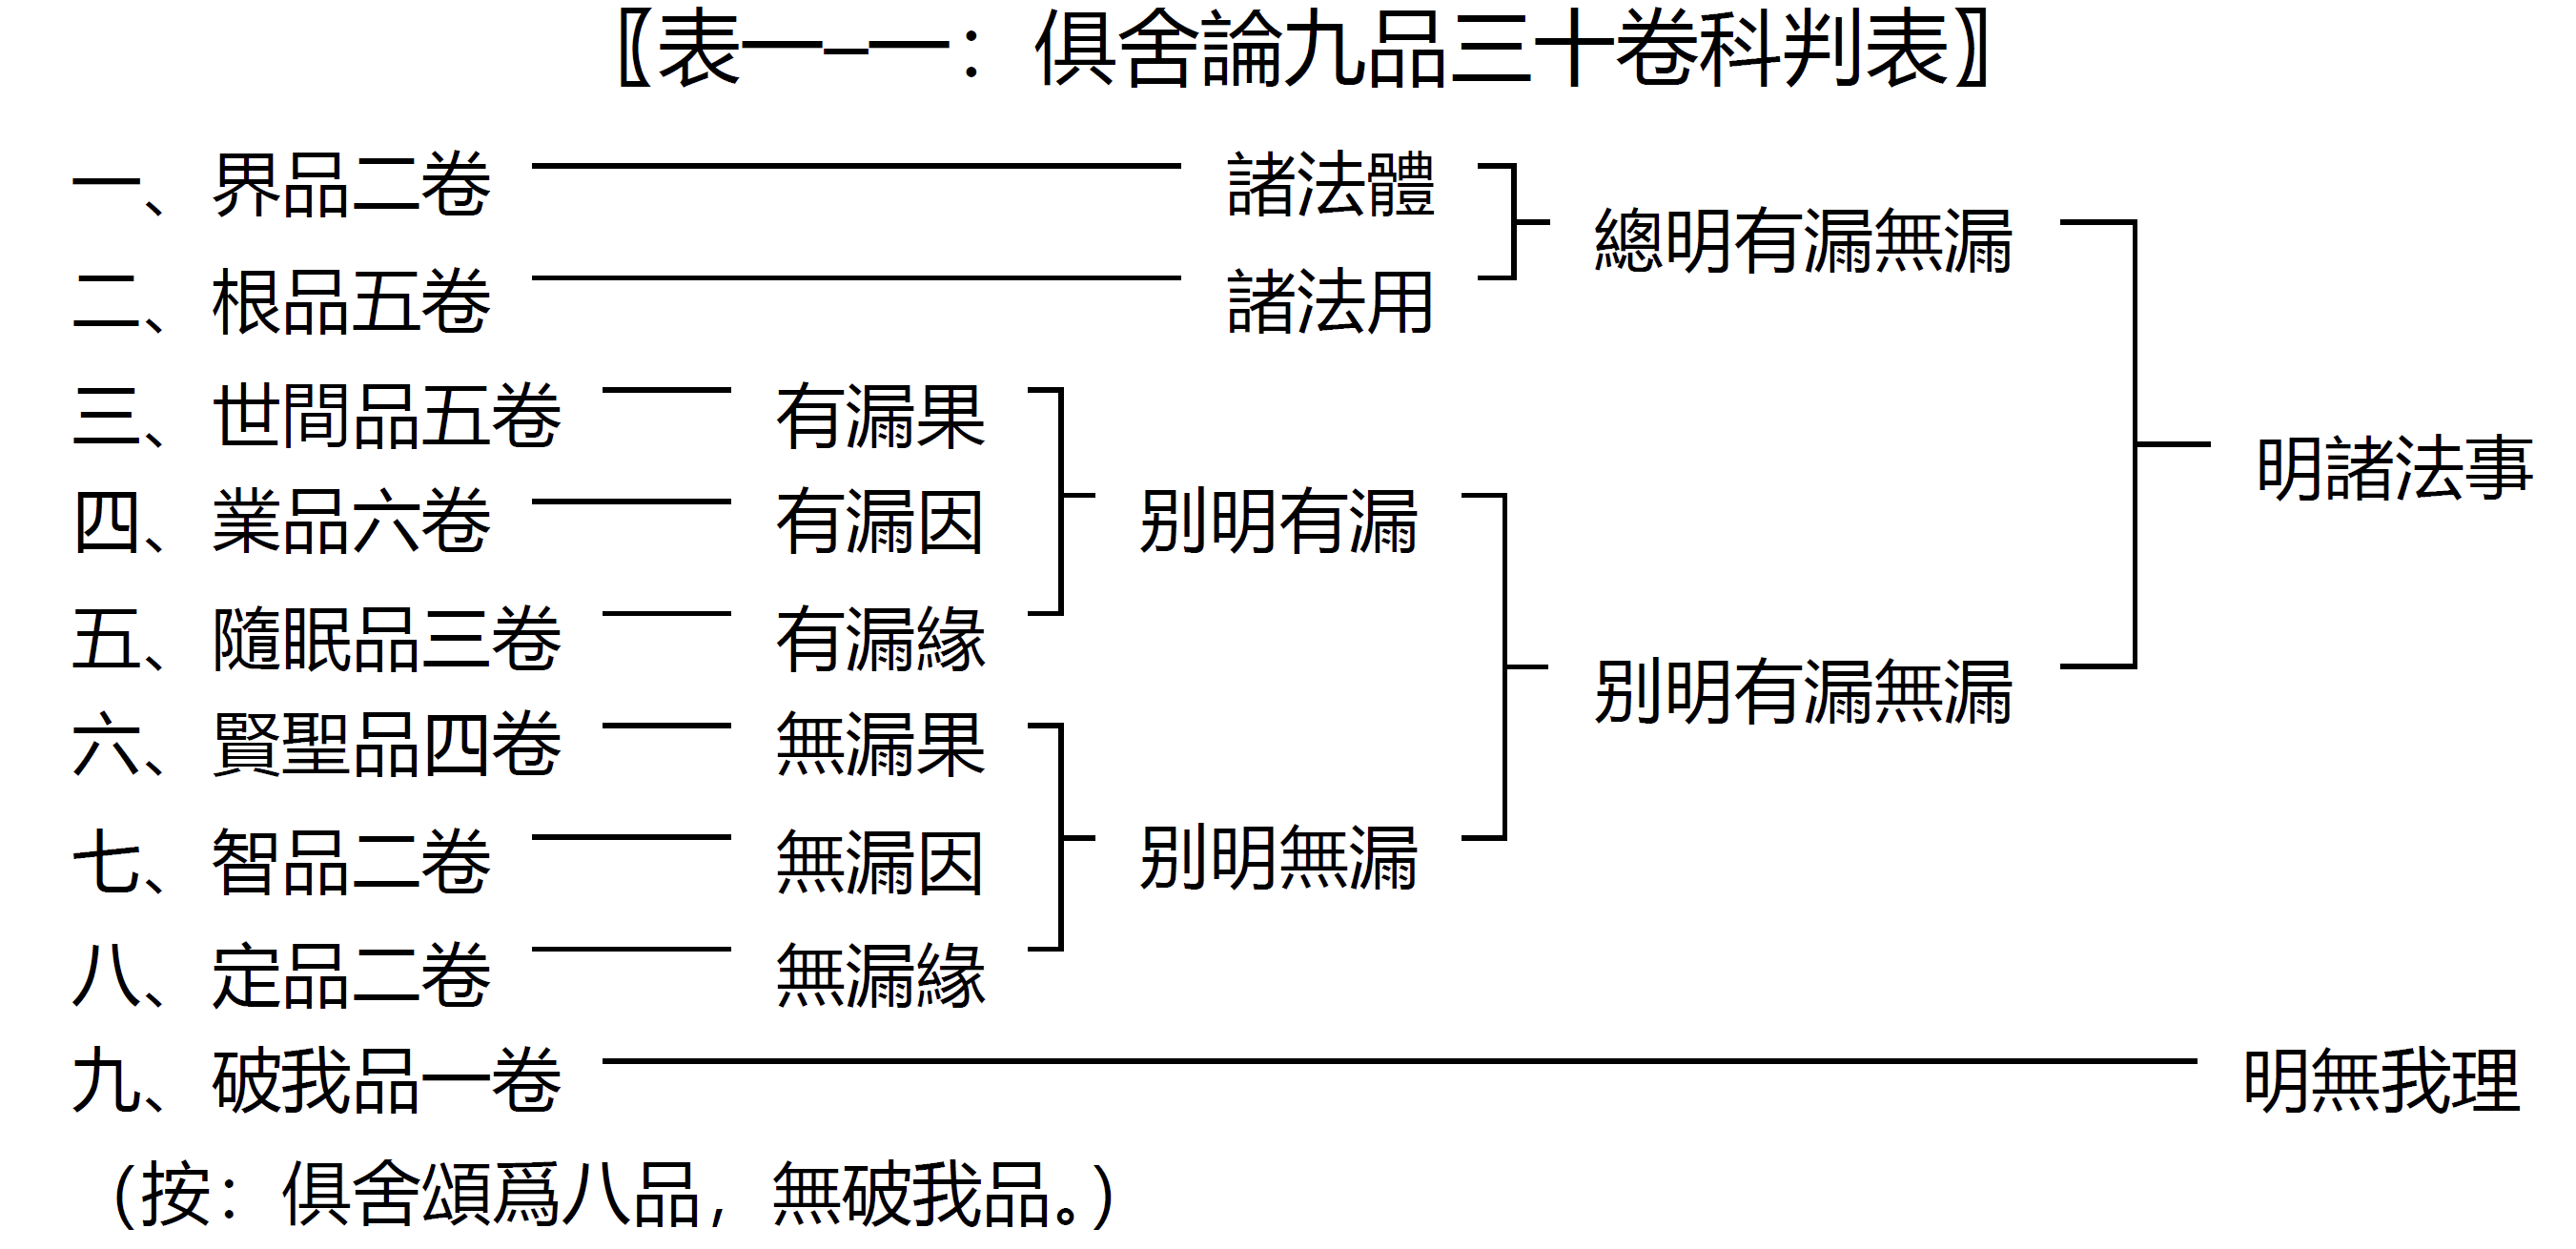 〖表一–一：俱舍論九品三十卷科判表〗
一、界品二卷 諸法體
總明有漏無漏
二、根品五卷 諸法用
三、世間品五卷 有漏果
明諸法事
四、業品六卷 有漏因 别明有漏
五、隨眠品三卷 有漏緣
别明有漏無漏
六、賢聖品四卷 無漏果
七、智品二卷 無漏因 别明無漏
八、定品二卷 無漏緣
九、破我品一卷 明無我理
（按：俱舍頌爲八品，無破我品。）